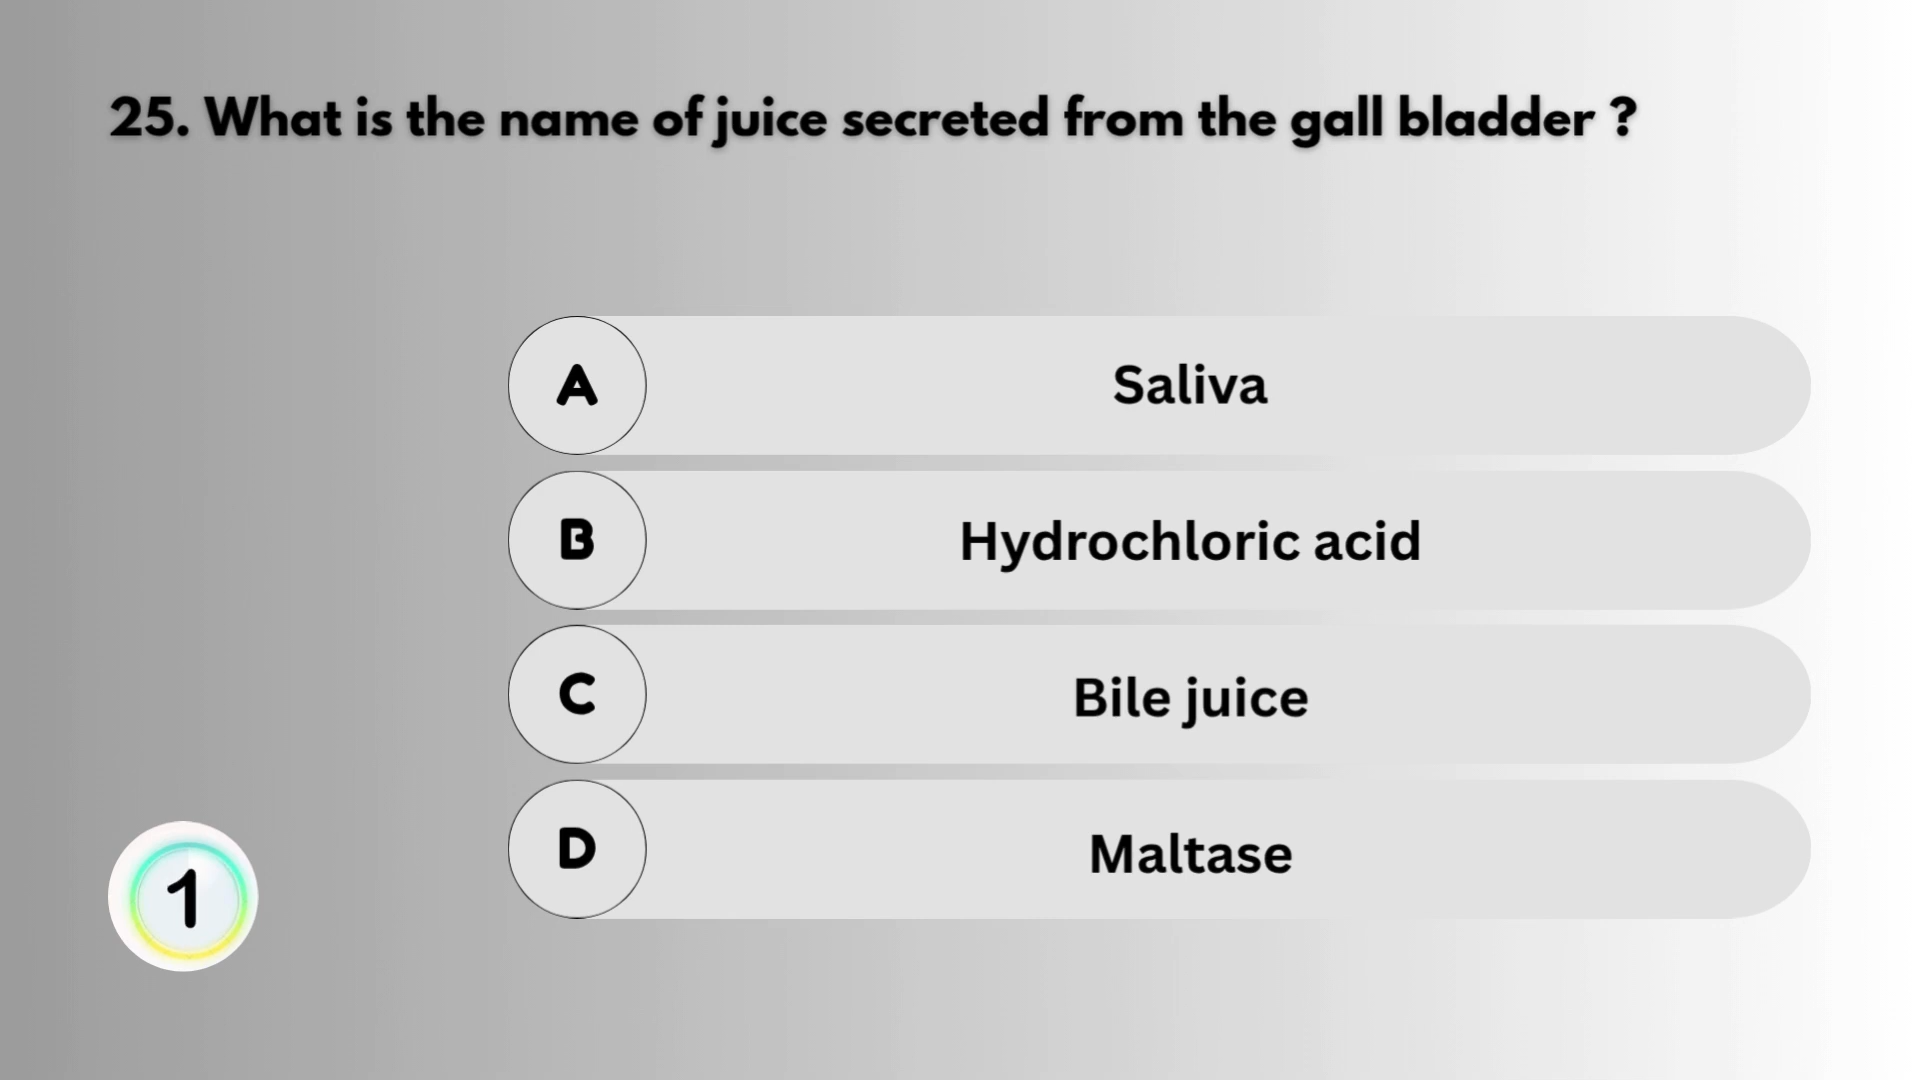 25. What is the name of juice secreted from the gall bladder ?
A Saliva
B Hydrochloric acid
C Bile juice
D Maltase
1